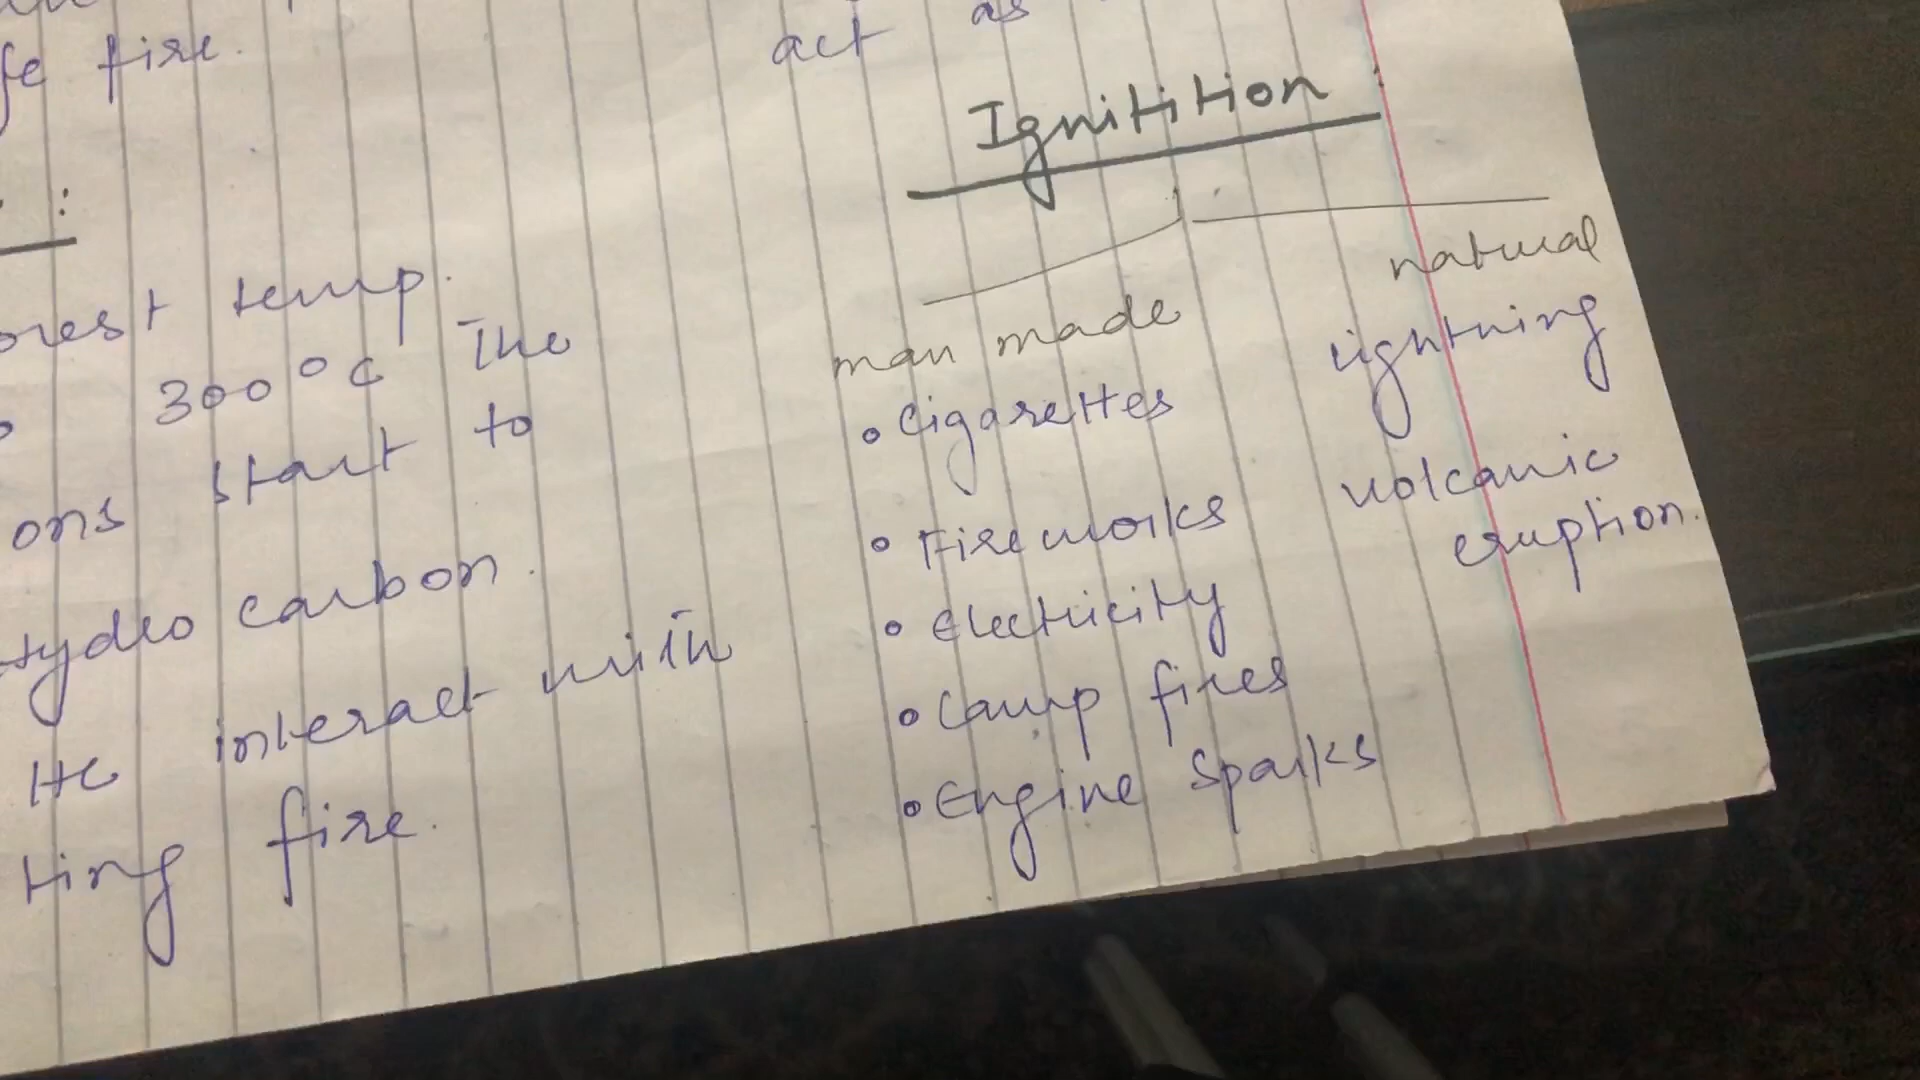 fire.
act as
Ignitition :
:
temp.
300°C The
ons start to
Hydro carbon.
HC interact with
fire.
man made natural
• Cigarettes lightning
• Fireworks volcanic
eruption.
• Electricity
• Camp fires
• Engine Sparks